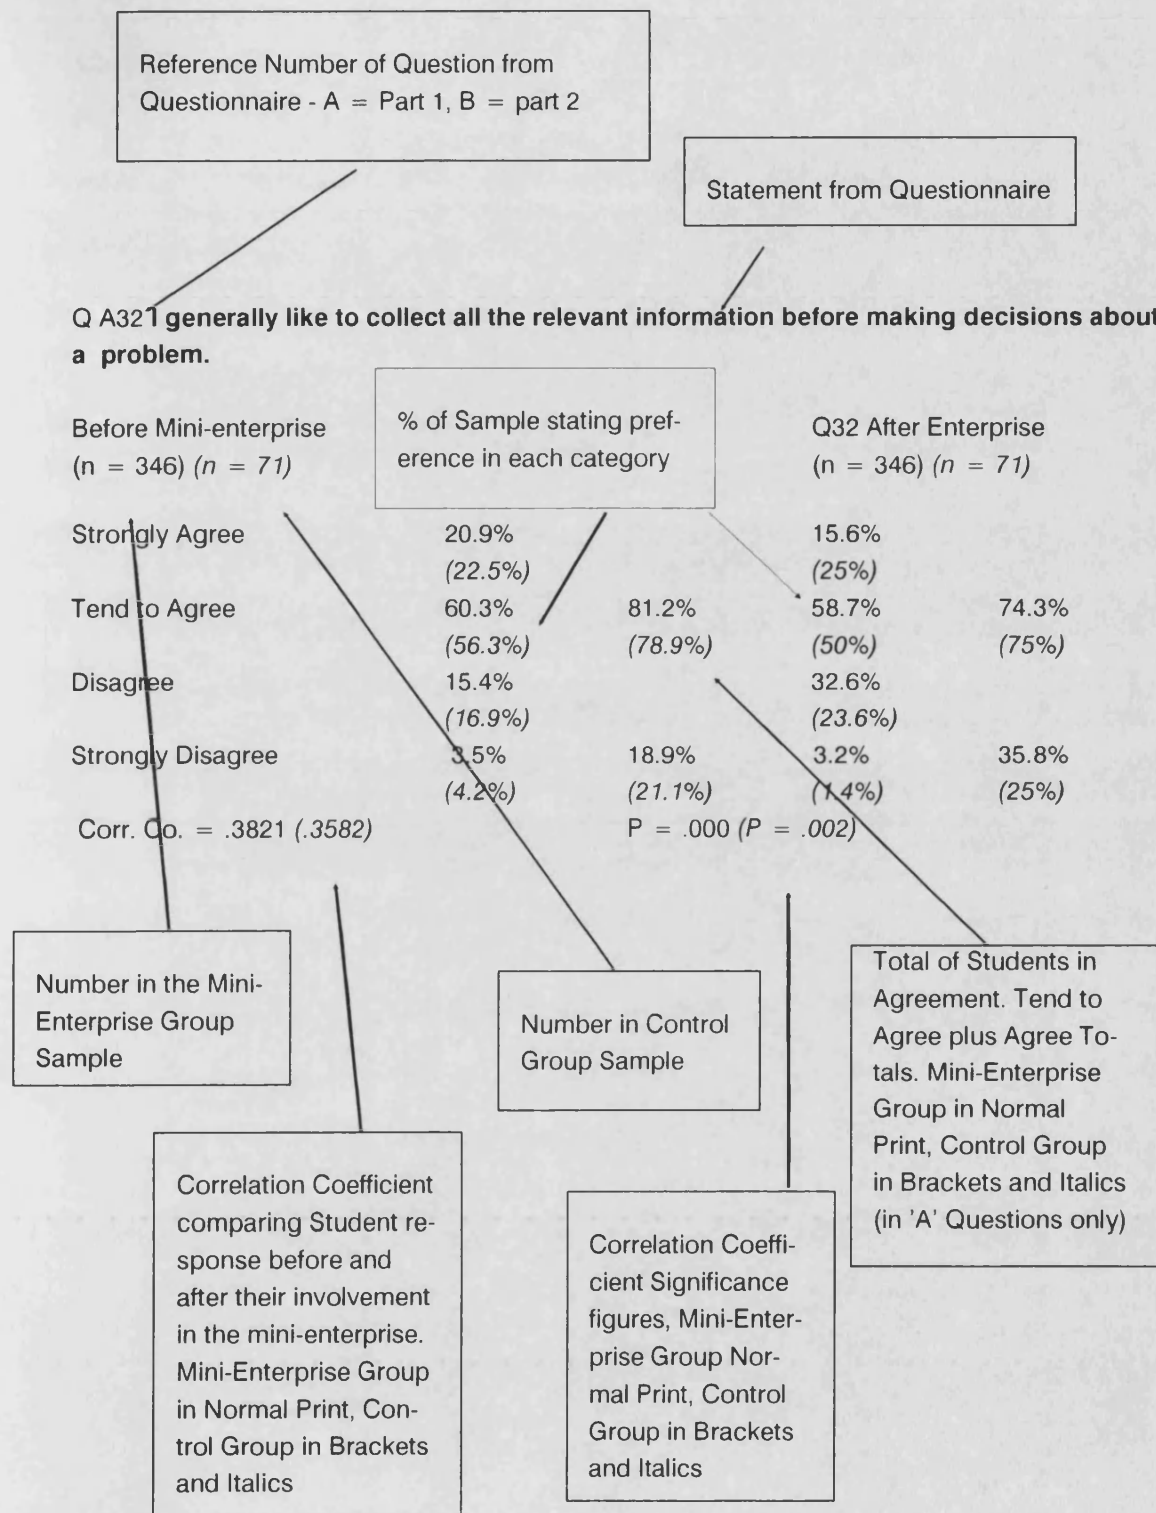 Reference Number of Question from
Questionnaire - A = Part 1, B = part 2
Statement from Questionnaire
Q A32 I generally like to collect all the relevant information before making decisions about
a problem.
% of Sample stating pref-
erence in each category
Before Mini-enterprise
(n = 346) (n = 71)
Q32 After Enterprise
(n = 346) (n = 71)
Strongly Agree 20.9% 15.6%
(22.5%) (25%)
Tend to Agree 60.3% 81.2% 58.7% 74.3%
(56.3%) (78.9%) (50%) (75%)
Disagree 15.4% 32.6%
(16.9%) (23.6%)
Strongly Disagree 3.5% 18.9% 3.2% 35.8%
(4.2%) (21.1%) (1.4%) (25%)
Corr. Co. = .3821 (.3582) P = .000 (P = .002)
Number in the Mini-
Enterprise Group
Sample
Number in Control
Group Sample
Total of Students in
Agreement. Tend to
Agree plus Agree To-
tals. Mini-Enterprise
Group in Normal
Print, Control Group
in Brackets and Italics
(in 'A' Questions only)
Correlation Coefficient
comparing Student re-
sponse before and
after their involvement
in the mini-enterprise.
Mini-Enterprise Group
in Normal Print, Con-
trol Group in Brackets
and Italics
Correlation Coeffi-
cient Significance
figures, Mini-Enter-
prise Group Nor-
mal Print, Control
Group in Brackets
and Italics